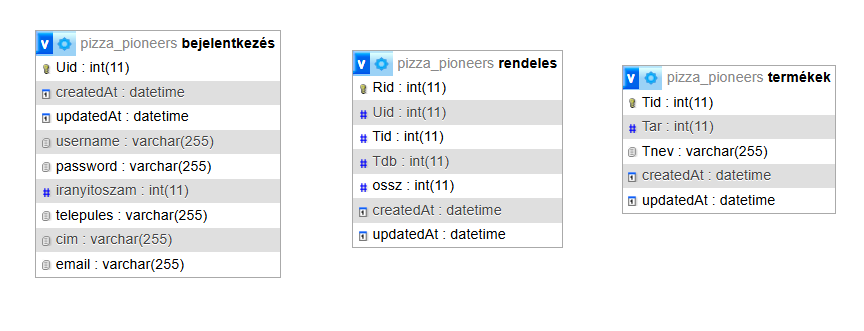 pizza_pioneers bejelentkezés
Uid : int(11)
createdAt : datetime
updatedAt : datetime
username : varchar(255)
password : varchar(255)
iranyitoszam : int(11)
telepules : varchar(255)
cim : varchar(255)
email : varchar(255)
pizza_pioneers rendeles
Rid : int(11)
Uid : int(11)
Tid : int(11)
Tdb : int(11)
ossz : int(11)
createdAt : datetime
updatedAt : datetime
pizza_pioneers termékek
Tid : int(11)
Tar : int(11)
Tnev : varchar(255)
createdAt : datetime
updatedAt : datetime